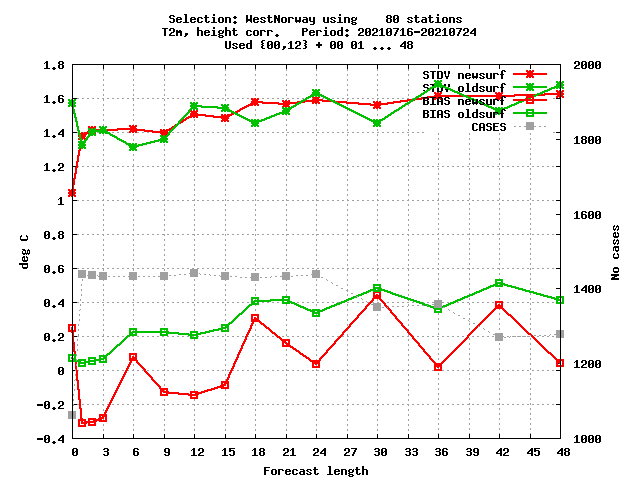 Selection: WestNorway using    80 stations
T2m, height corr.   Period: 20210716-20210724
Used {00,12} + 00 01 ... 48
1.8
1.6
1.4
1.2
1
0.8
0.6
0.4
0.2
0
-0.2
-0.4
deg C
STDV newsurf
STDV oldsurf
BIAS newsurf
BIAS oldsurf
CASES
2000
1800
1600
1400
1200
1000
No cases
0 3 6 9 12 15 18 21 24 27 30 33 36 39 42 45 48
Forecast length